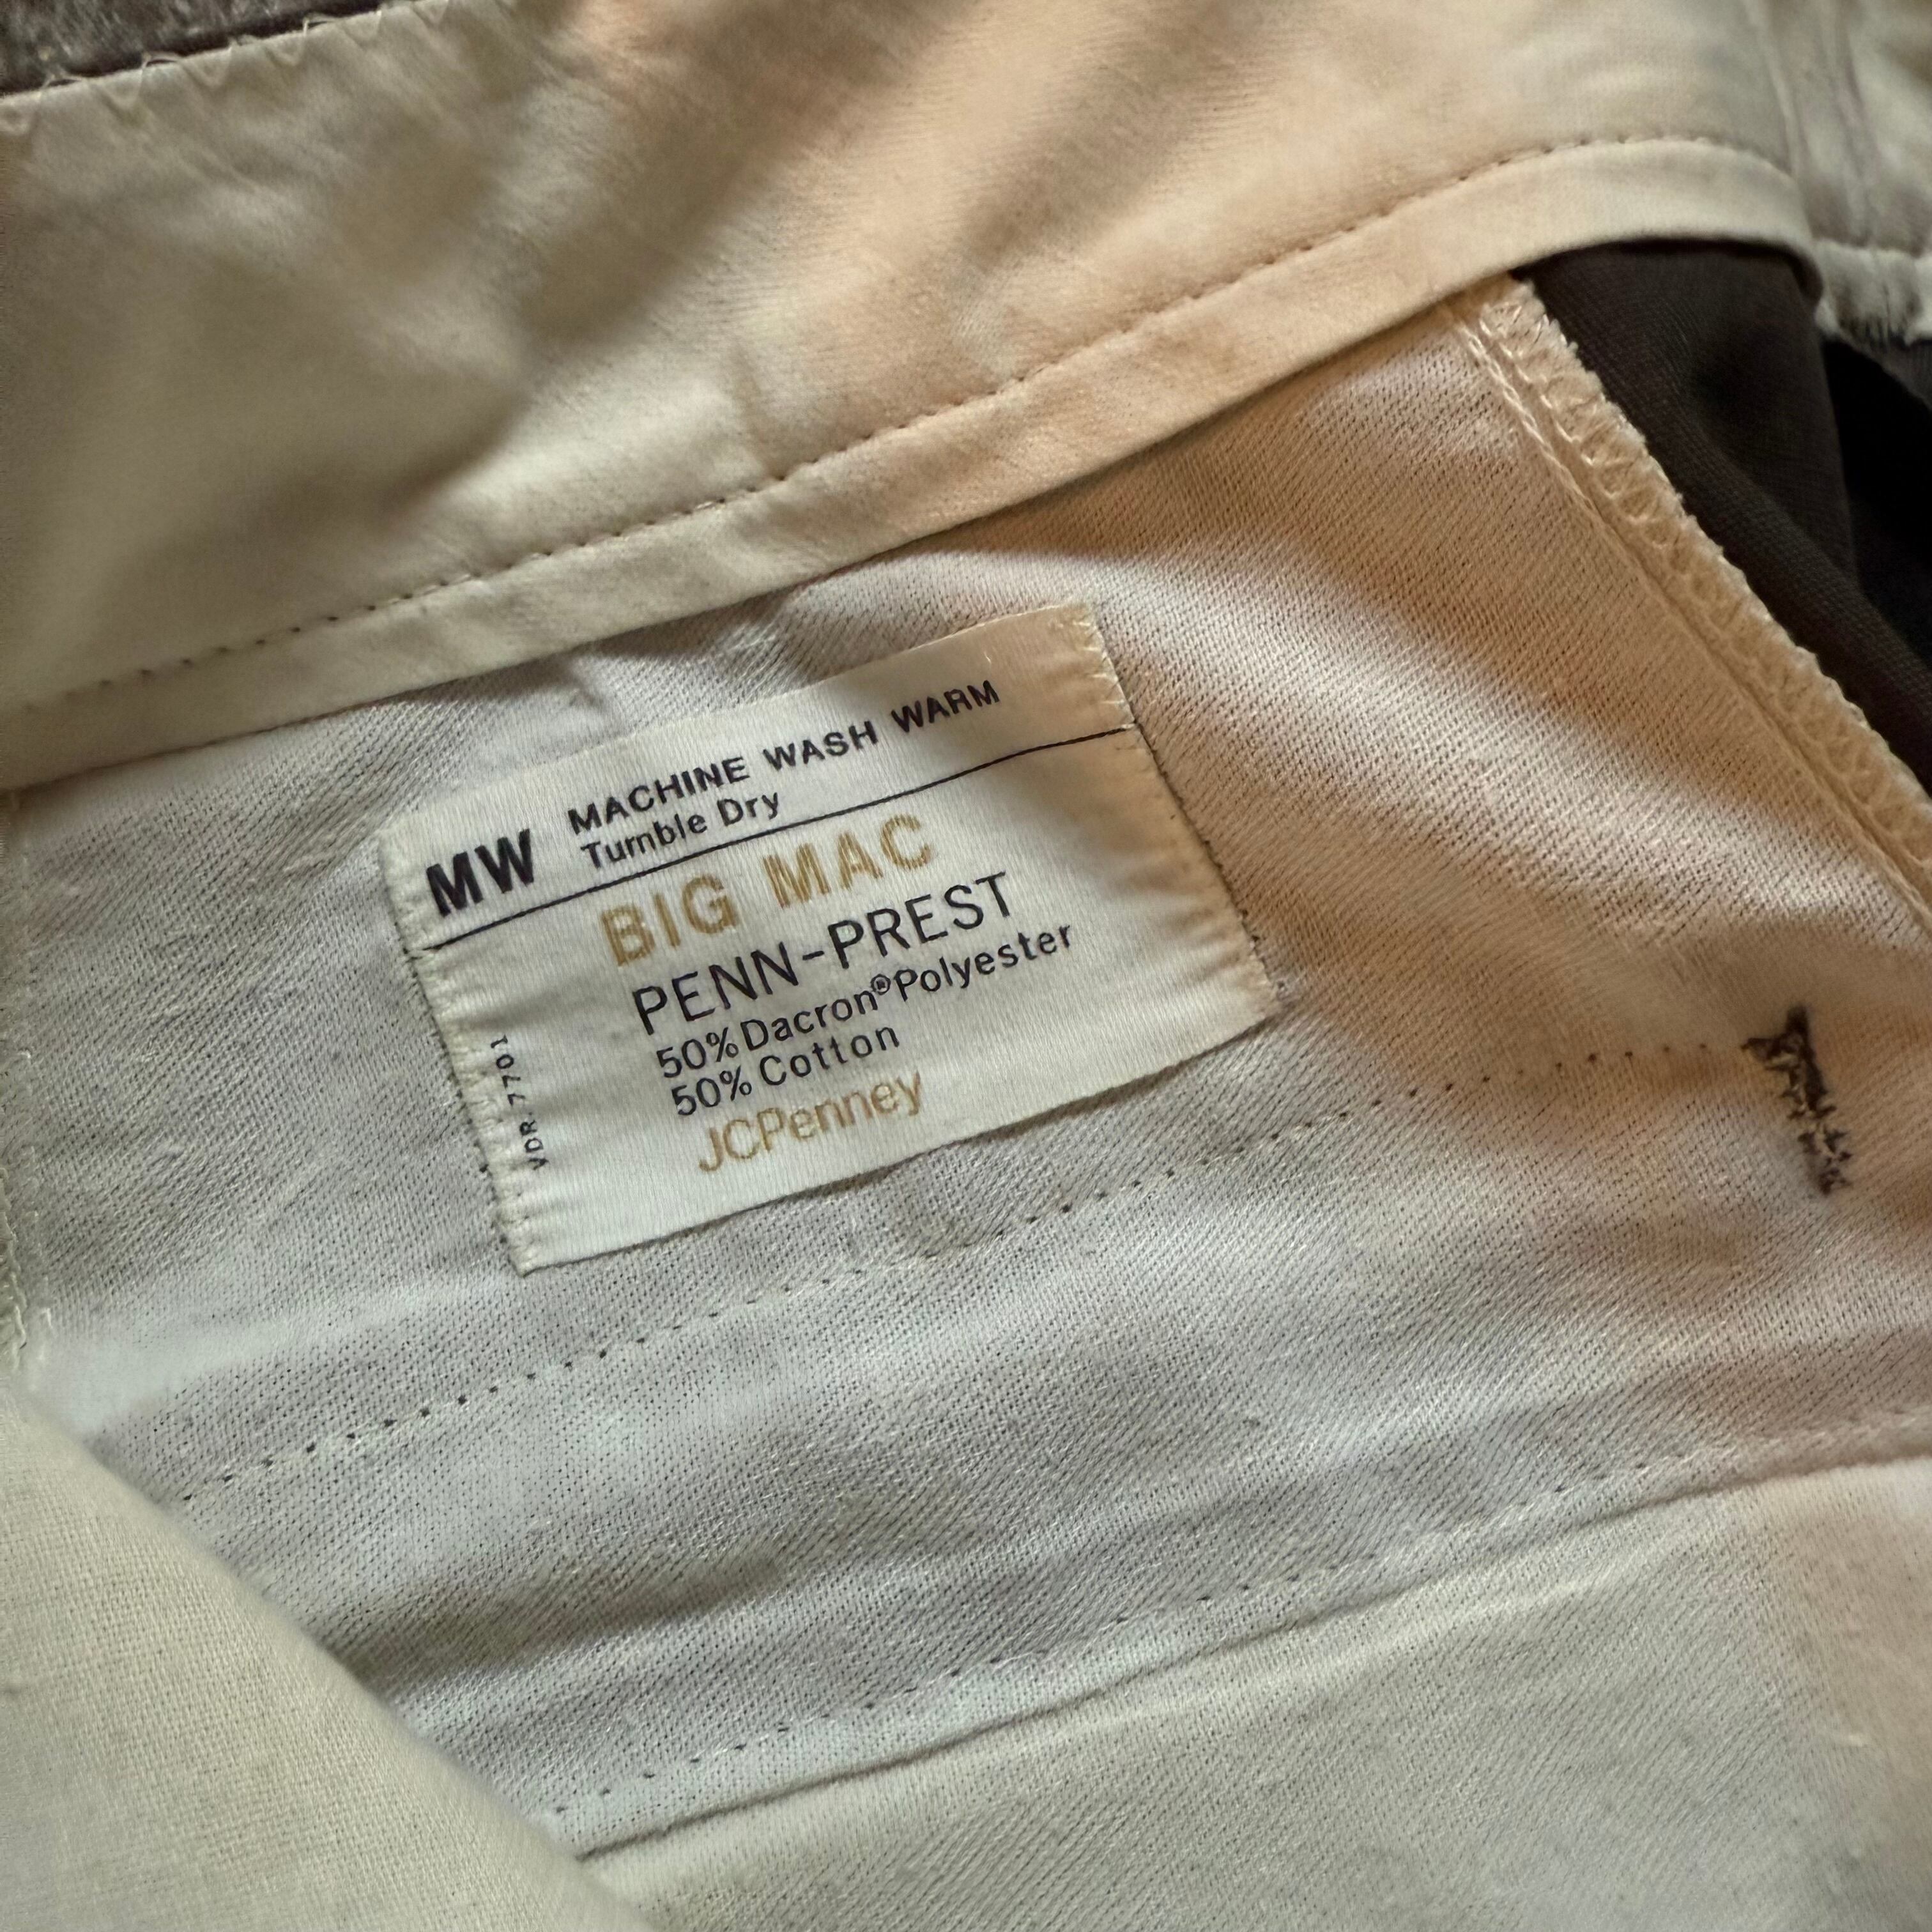 MW MACHINE WASH WARM
Tumble Dry
BIG MAC
PENN-PREST
50% Dacron® Polyester
50% Cotton
JCPenney
VDR. 7701